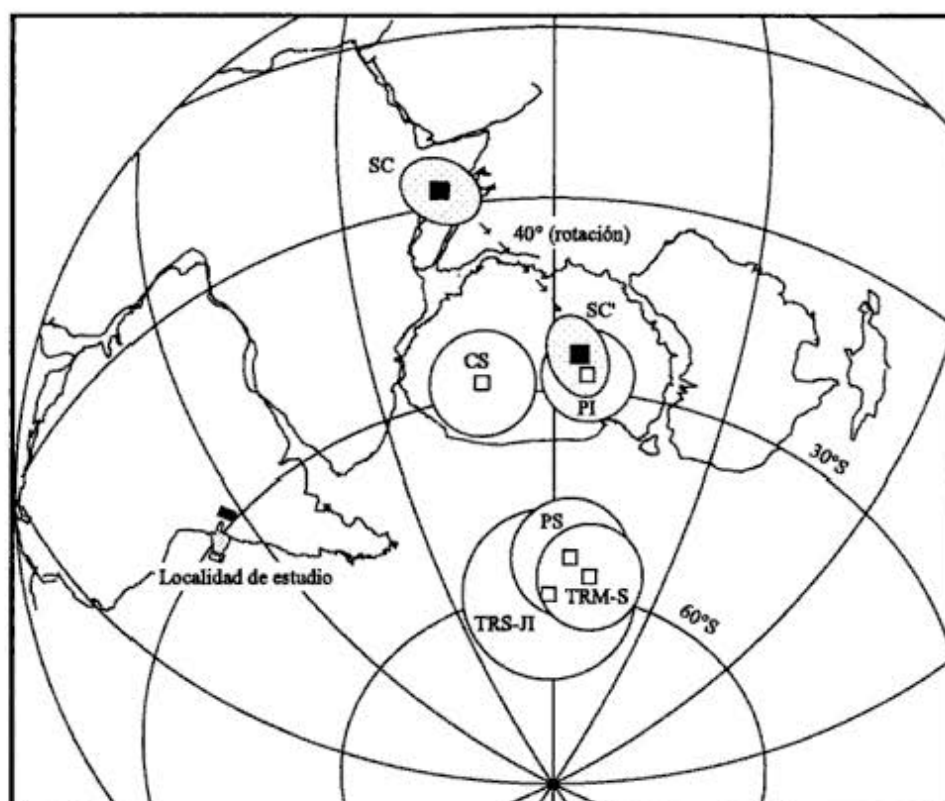 SC
40° (rotación)
SC'
CS
PI
30°S
PS
Localidad de estudio
TRM-S
TRS-JI
60°S